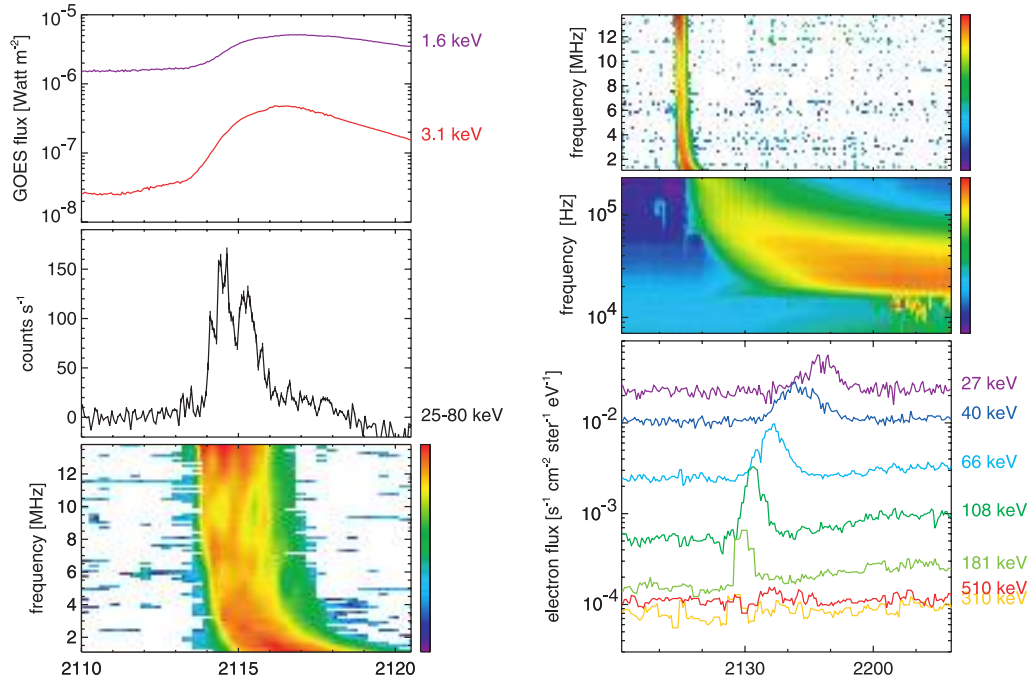 GOES flux [Watt m⁻²]
10⁻⁵
10⁻⁶
10⁻⁷
10⁻⁸
1.6 keV
3.1 keV
counts s⁻¹
150
100
50
0
25-80 keV
frequency [MHz]
12
10
8
6
4
2
2110
2115
2120
frequency [MHz]
12
10
8
6
4
2
frequency [Hz]
10⁵
10⁴
electron flux [s⁻¹ cm⁻² ster⁻¹ eV⁻¹]
10⁻²
10⁻³
10⁻⁴
27 keV
40 keV
66 keV
108 keV
181 keV
510 keV
310 keV
2130
2200